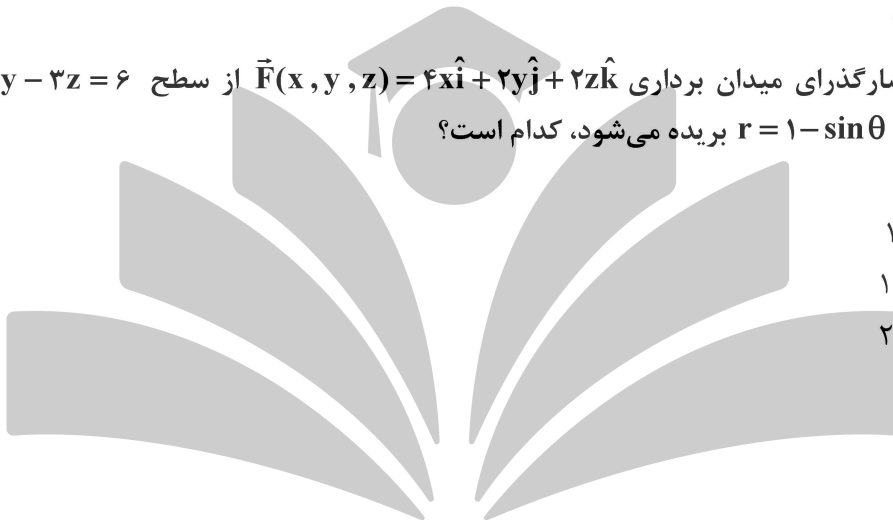 گذرای میدان برداری F⃗(x , y , z) = ۴xî + ۲yĵ + ۲zk̂ از سطح y − ۳z = ۶
r = ۱ − sin θ بریده می‌شود، کدام است؟
۱
۱
۲